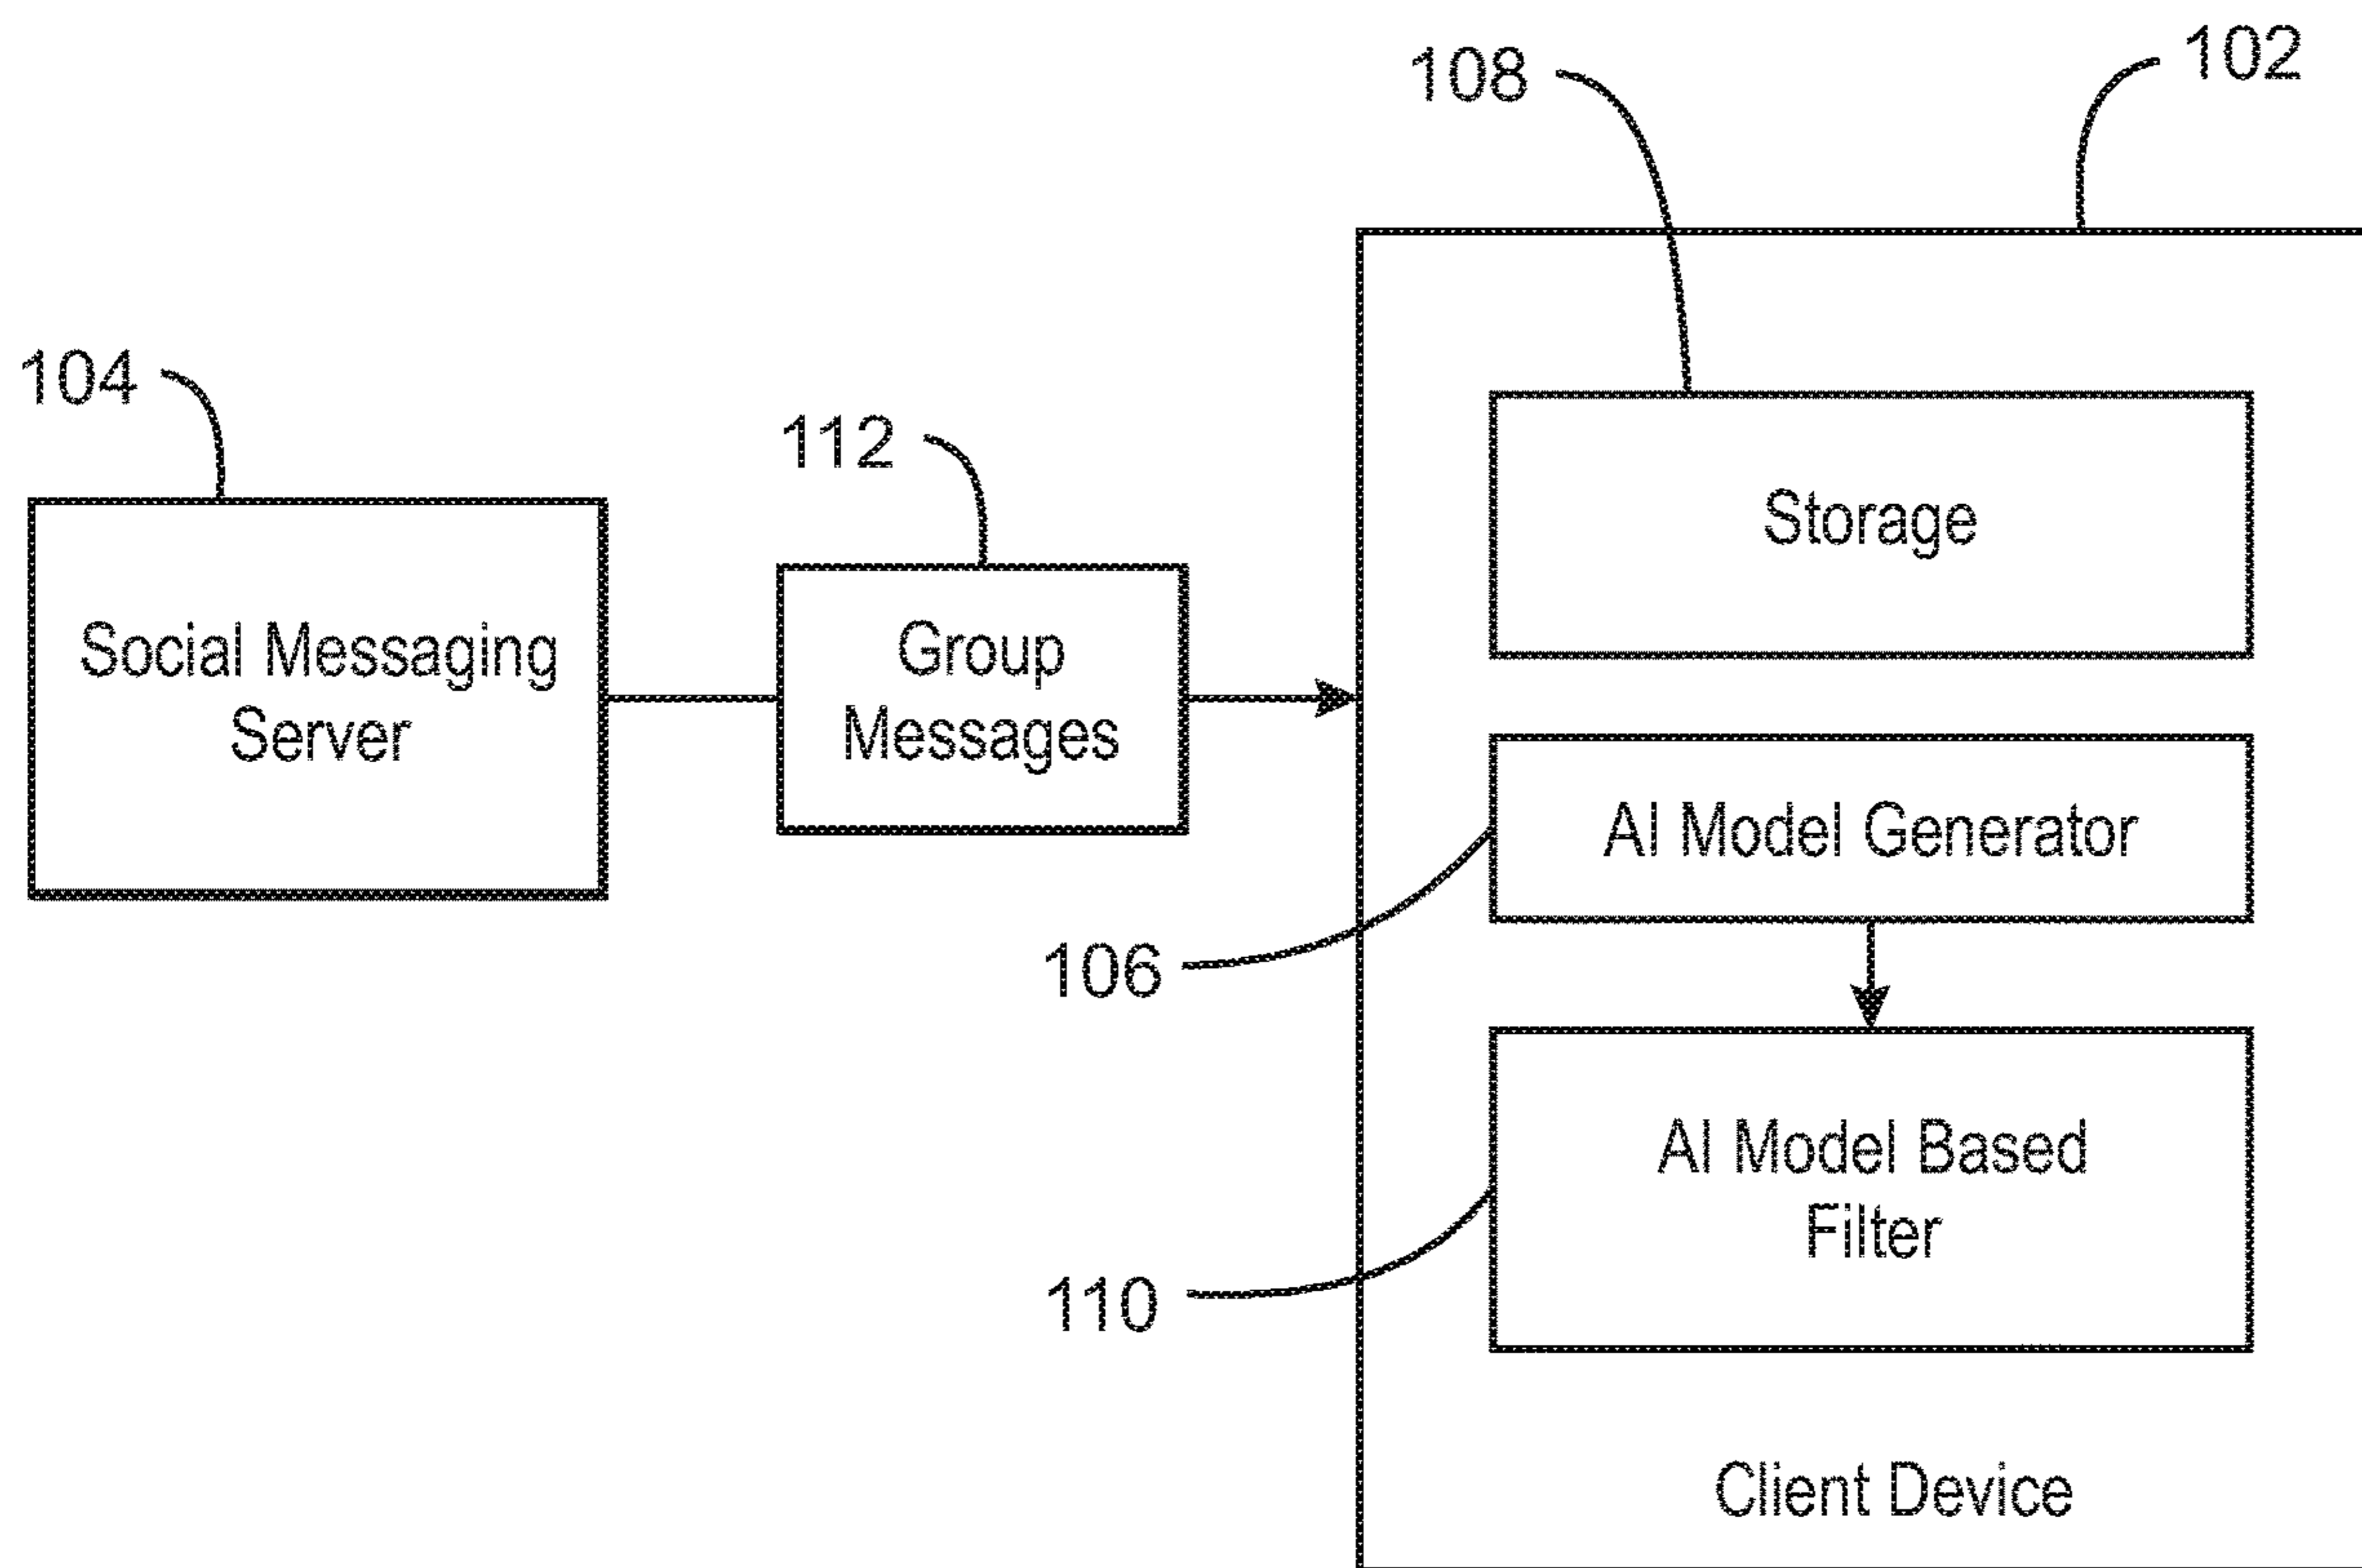 108
102
104
112
Storage
Social Messaging
Server
Group
Messages
AI Model Generator
106
AI Model Based
Filter
110
Client Device